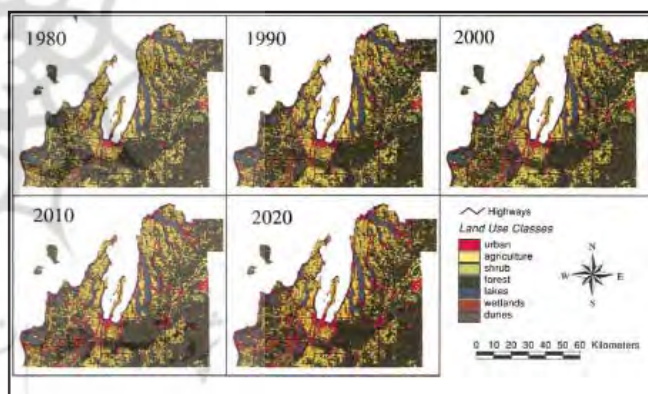 1980
1990
2000
2010
2020
Highways
Land Use Classes
urban
agriculture
shrub
forest
lakes
wetlands
dunes
N
W E
S
0 10 20 30 40 50 60 Kilometers